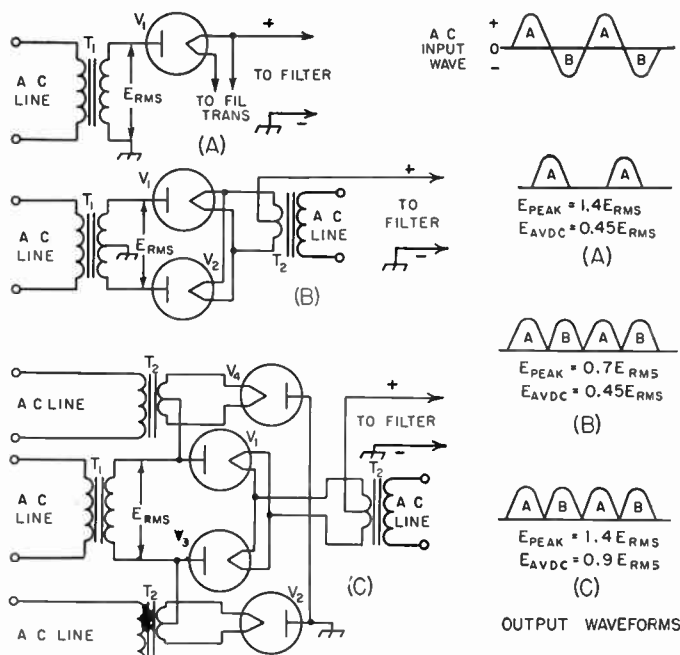 V1
+
T1
A C
LINE
ERMS
TO FILTER
TO FIL
TRANS
-
(A)
V1
+
T1
A C
LINE
ERMS
A C
LINE
TO
FILTER
T2
-
V2
(B)
T2
V4
+
A C LINE
TO FILTER
V1
-
T1
T2
A C
LINE
ERMS
A C
LINE
V3
(C)
T2
V2
A C LINE
A C
INPUT
WAVE
+
0
-
A A
B B
A A
EPEAK = 1.4ERMS
EAVDC = 0.45ERMS
(A)
A B A B
EPEAK = 0.7ERMS
EAVDC = 0.45ERMS
(B)
A B A B
EPEAK = 1.4ERMS
EAVDC = 0.9ERMS
(C)
OUTPUT WAVEFORMS